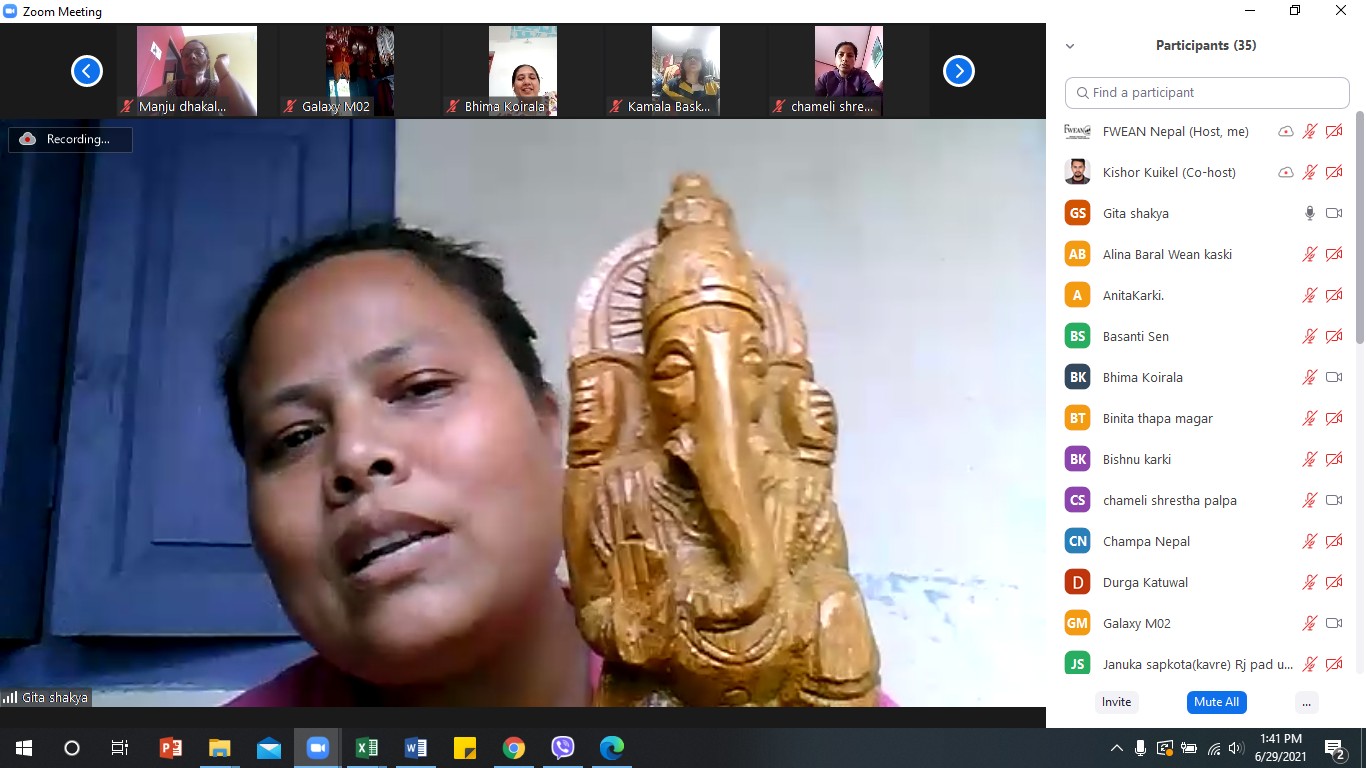 Zoom Meeting
Manju dhakal...
Galaxy M02
Bhima Koirala
Kamala Bask...
chameli shre...
Recording...
Gita shakya
Participants (35)
Find a participant
FWEAN
FWEAN Nepal (Host, me)
Kishor Kuikel (Co-host)
GS Gita shakya
AB Alina Baral Wean kaski
A AnitaKarki.
BS Basanti Sen
BK Bhima Koirala
BT Binita thapa magar
BK Bishnu karki
CS chameli shrestha palpa
CN Champa Nepal
D Durga Katuwal
GM Galaxy M02
JS Januka sapkota(kavre) Rj pad u...
Invite
Mute All
...
1:41 PM
6/29/2021
2